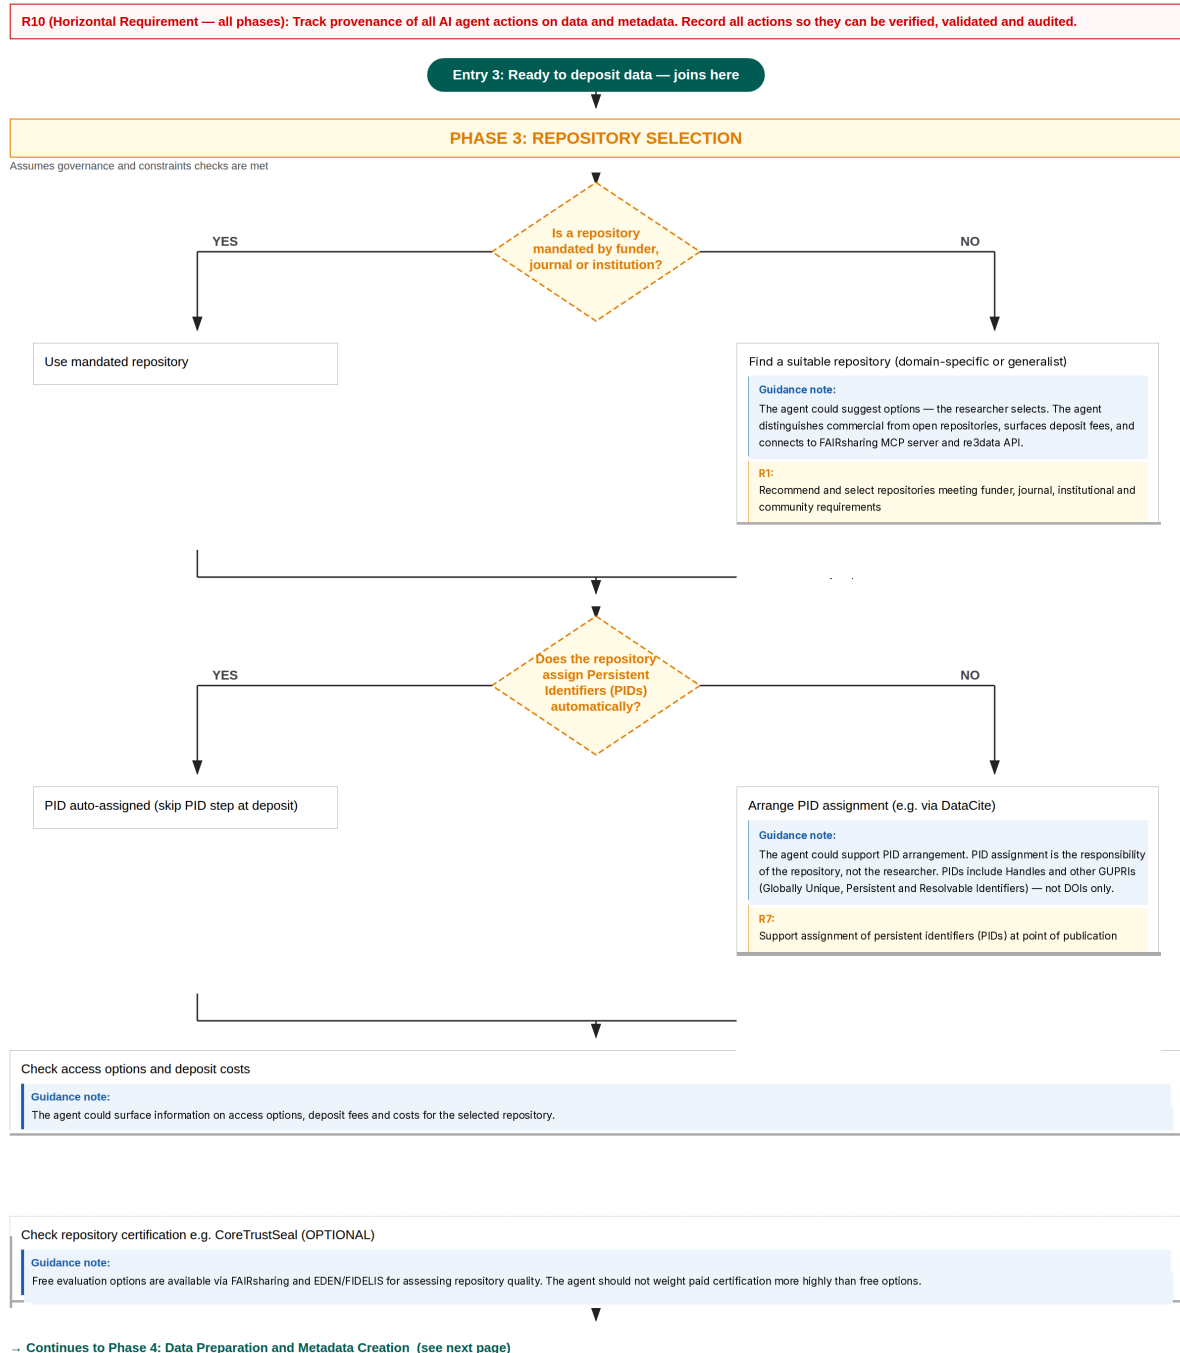 R10 (Horizontal Requirement — all phases): Track provenance of all AI agent actions on data and metadata. Record all actions so they can be verified, validated and audited.
Entry 3: Ready to deposit data — joins here
PHASE 3: REPOSITORY SELECTION
Assumes governance and constraints checks are met
Is a repository
mandated by funder,
journal or institution?
YES
NO
Use mandated repository
Find a suitable repository (domain-specific or generalist)
Guidance note:
The agent could suggest options — the researcher selects. The agent
distinguishes commercial from open repositories, surfaces deposit fees, and
connects to FAIRsharing MCP server and re3data API.
R1:
Recommend and select repositories meeting funder, journal, institutional and
community requirements
Does the repository
assign Persistent
Identifiers (PIDs)
automatically?
YES
NO
PID auto-assigned (skip PID step at deposit)
Arrange PID assignment (e.g. via DataCite)
Guidance note:
The agent could support PID arrangement. PID assignment is the responsibility
of the repository, not the researcher. PIDs include Handles and other GUPRIs
(Globally Unique, Persistent and Resolvable Identifiers) — not DOIs only.
R7:
Support assignment of persistent identifiers (PIDs) at point of publication
Check access options and deposit costs
Guidance note:
The agent could surface information on access options, deposit fees and costs for the selected repository.
Check repository certification e.g. CoreTrustSeal (OPTIONAL)
Guidance note:
Free evaluation options are available via FAIRsharing and EDEN/FIDELIS for assessing repository quality. The agent should not weight paid certification more highly than free options.
→ Continues to Phase 4: Data Preparation and Metadata Creation (see next page)